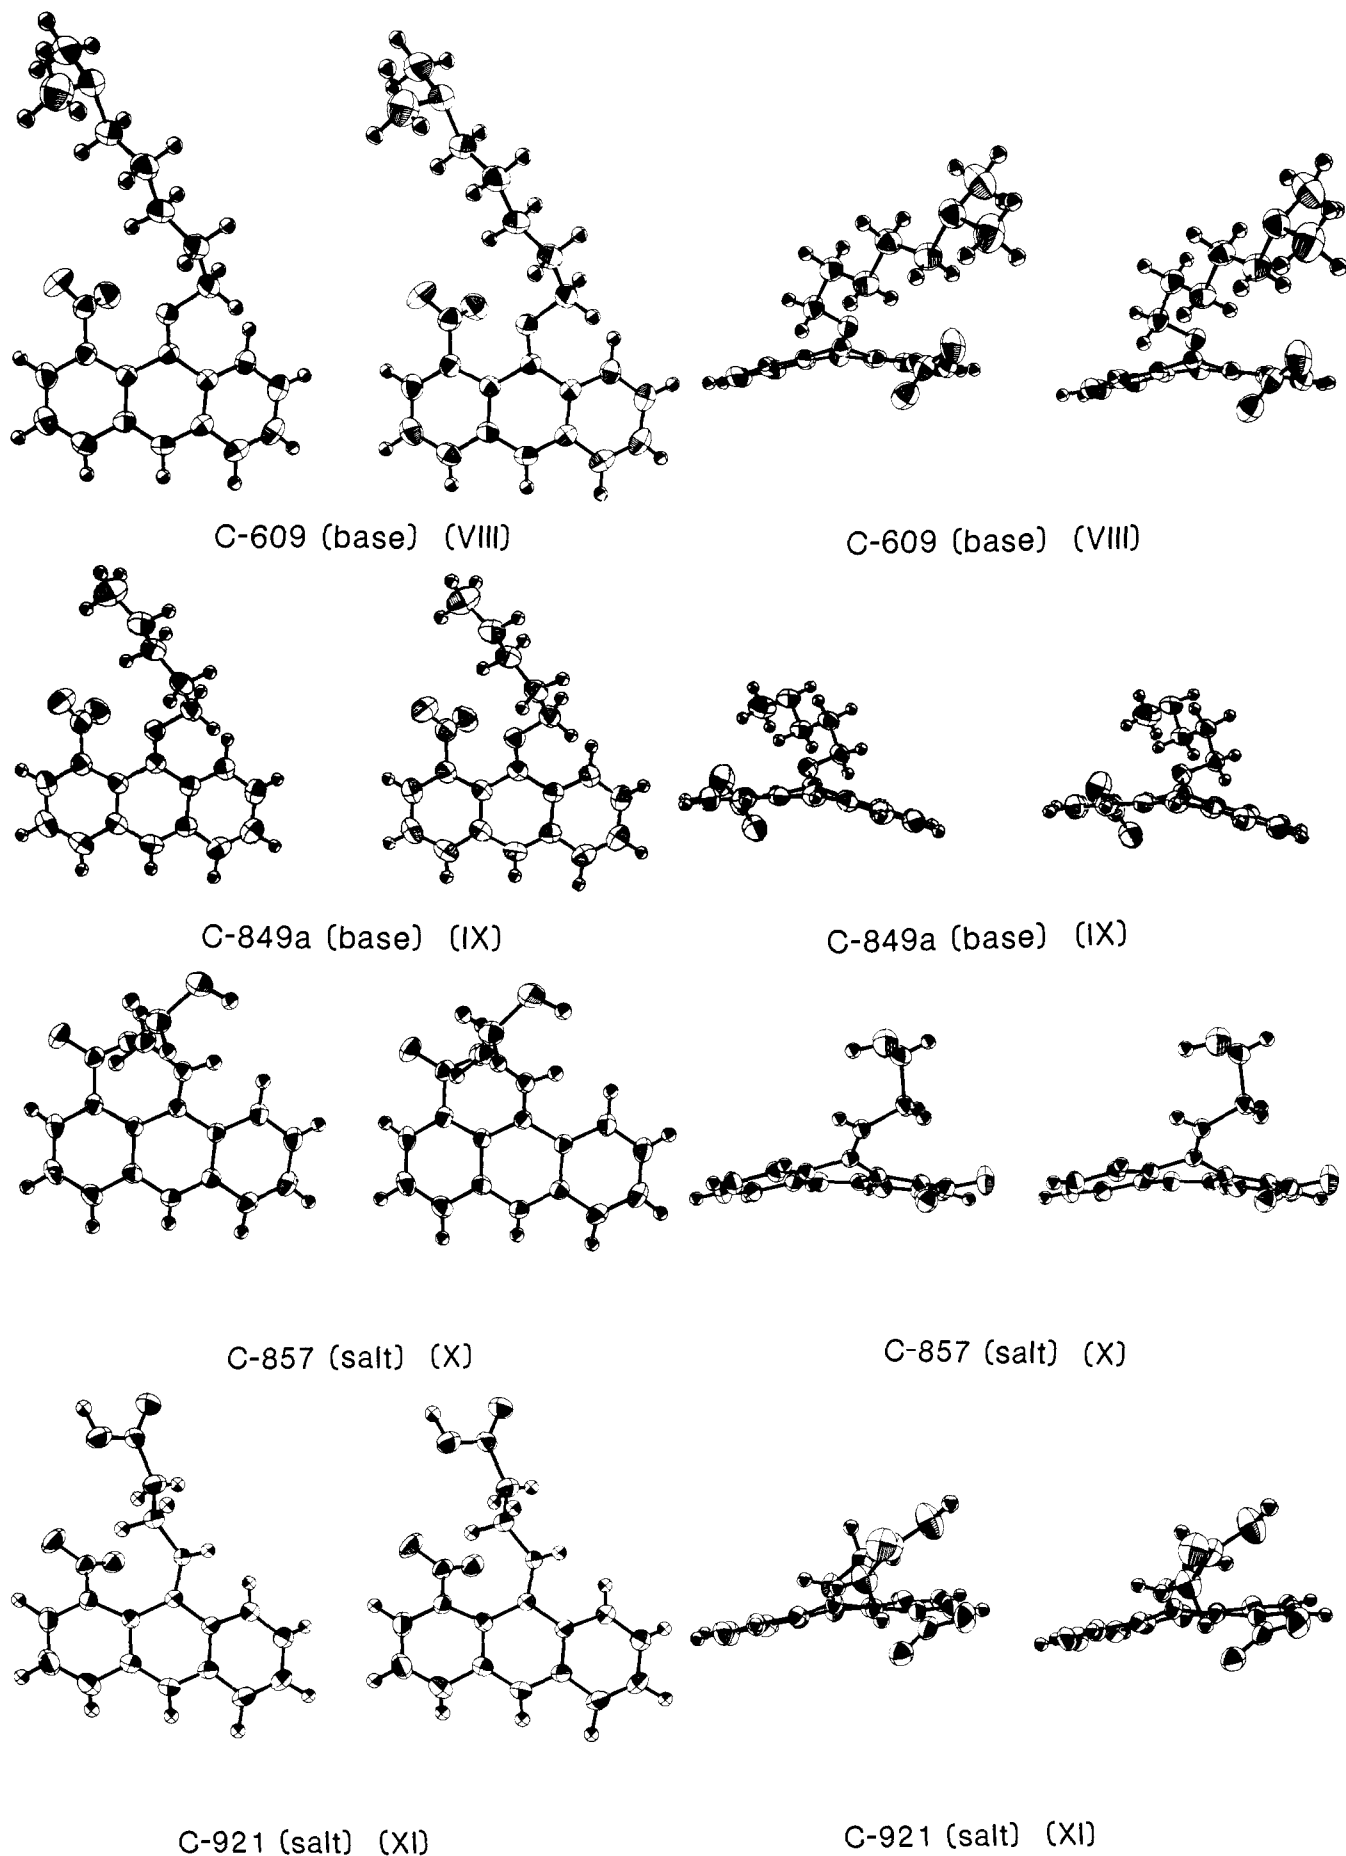 C-609 (base) (VIII)
C-609 (base) (VIII)
C-849a (base) (IX)
C-849a (base) (IX)
C-857 (salt) (X)
C-857 (salt) (X)
C-921 (salt) (XI)
C-921 (salt) (XI)